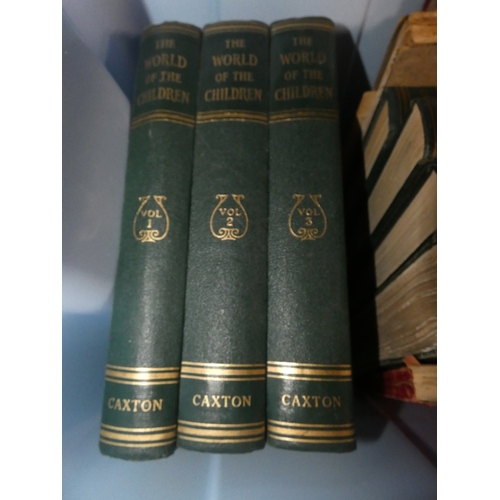 THE
WORLD
OF THE
CHILDREN
VOL
1
CAXTON
THE
WORLD
OF THE
CHILDREN
VOL
2
CAXTON
THE
WORLD
OF THE
CHILDREN
VOL
3
CAXTON